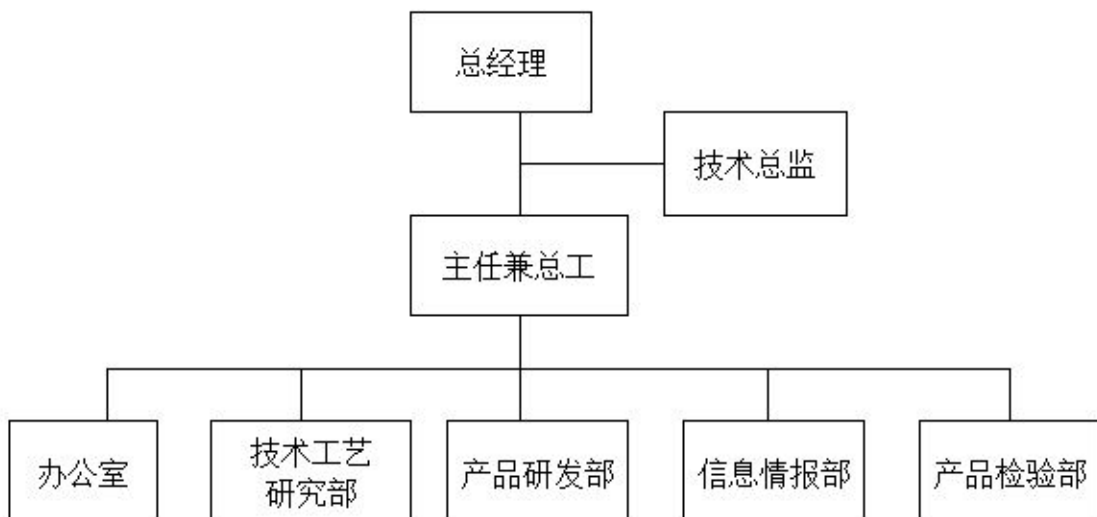 总经理
技术总监
主任兼总工
办公室
技术工艺
研究部
产品研发部
信息情报部
产品检验部